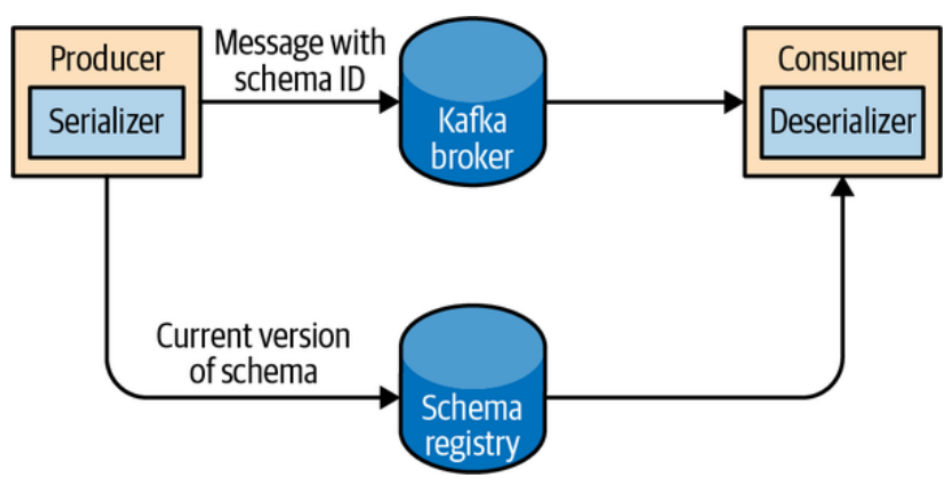 Producer
Serializer
Message with
schema ID
Kafka
broker
Consumer
Deserializer
Current version
of schema
Schema
registry